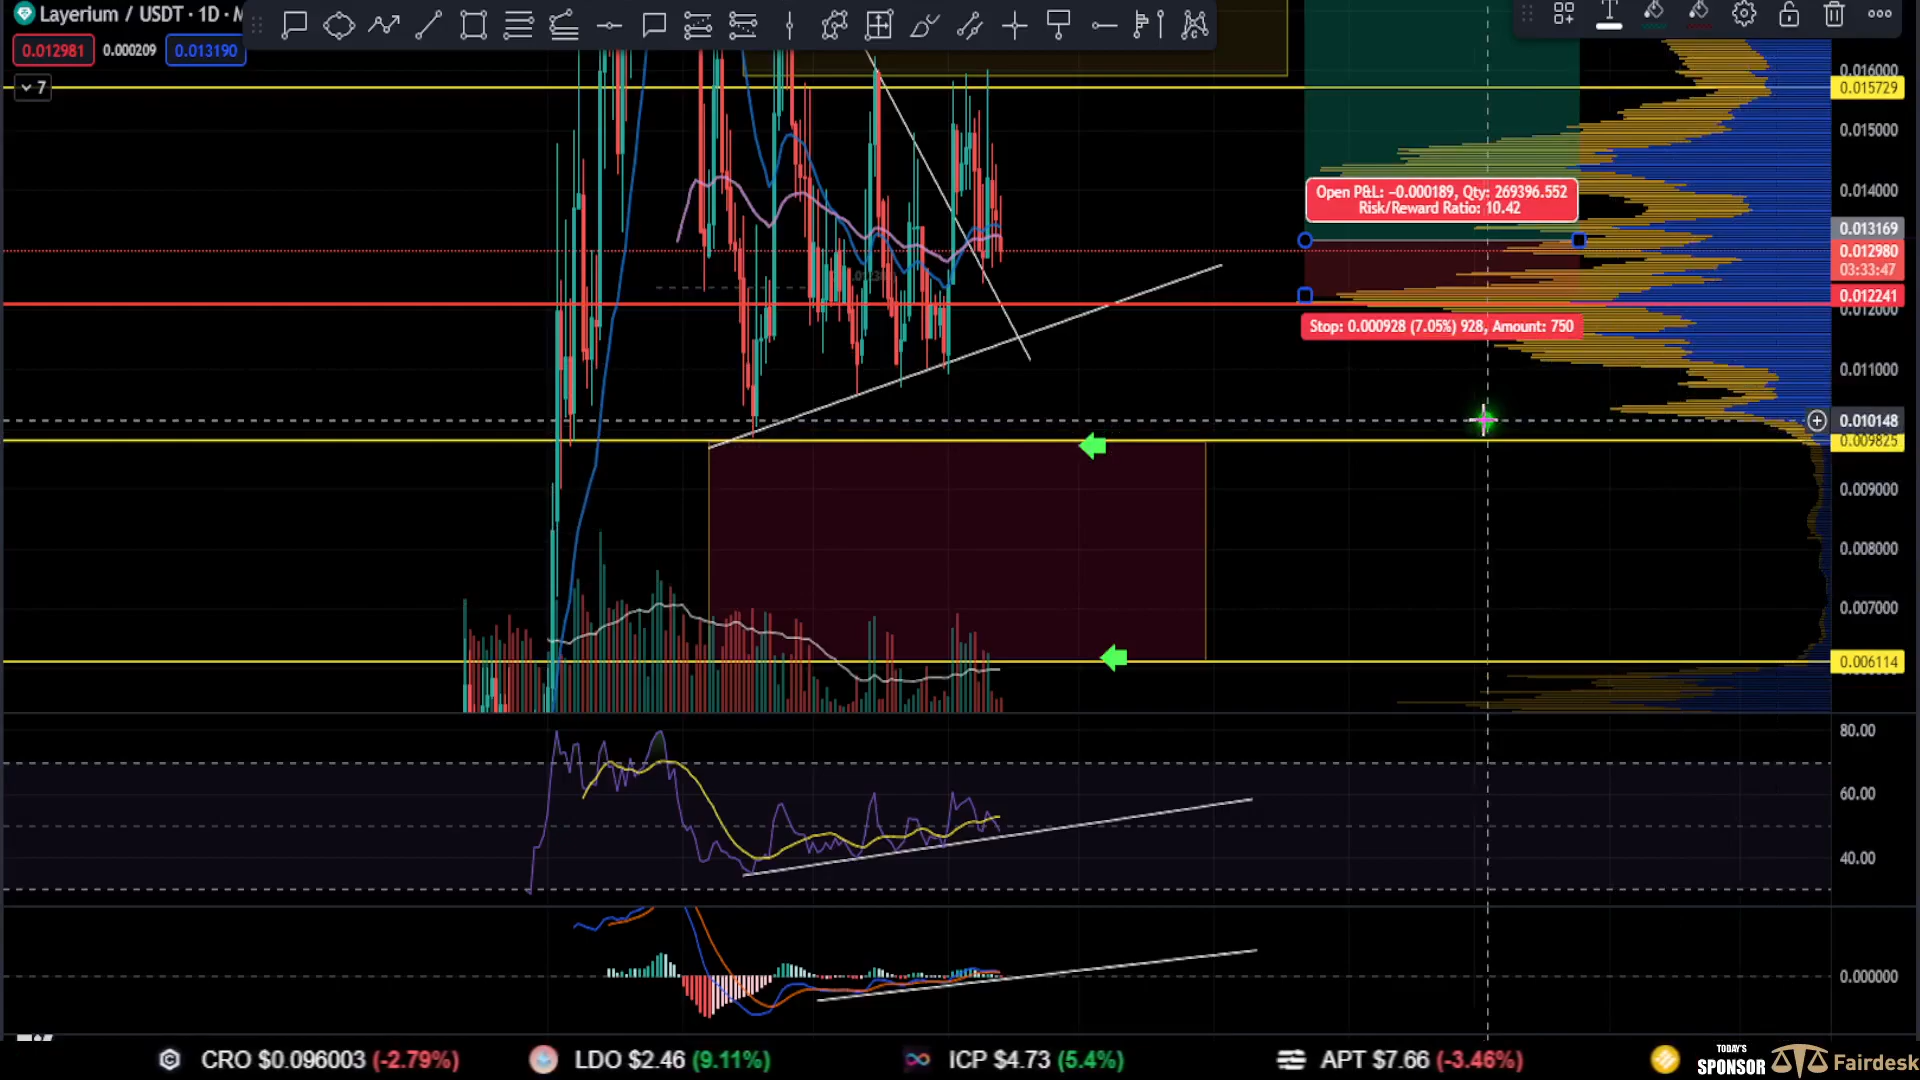 Layerium / USDT · 1D · M
0.012981 0.000209 0.013190
7
0.016000
0.015729
0.015000
0.014000
Open P&L: −0.000189, Qty: 269396.552
Risk/Reward Ratio: 10.42
0.013169
0.012980
03:33:47
0.012241
0.012000
Stop: 0.000928 (7.05%) 928, Amount: 750
0.011000
0.010148
0.009825
0.009000
0.008000
0.007000
0.006114
80.00
60.00
40.00
0.000000
CRO $0.096003 (-2.79%) LDO $2.46 (9.11%) ICP $4.73 (5.4%) APT $7.66 (-3.46%)
TODAY'S
SPONSOR Fairdesk